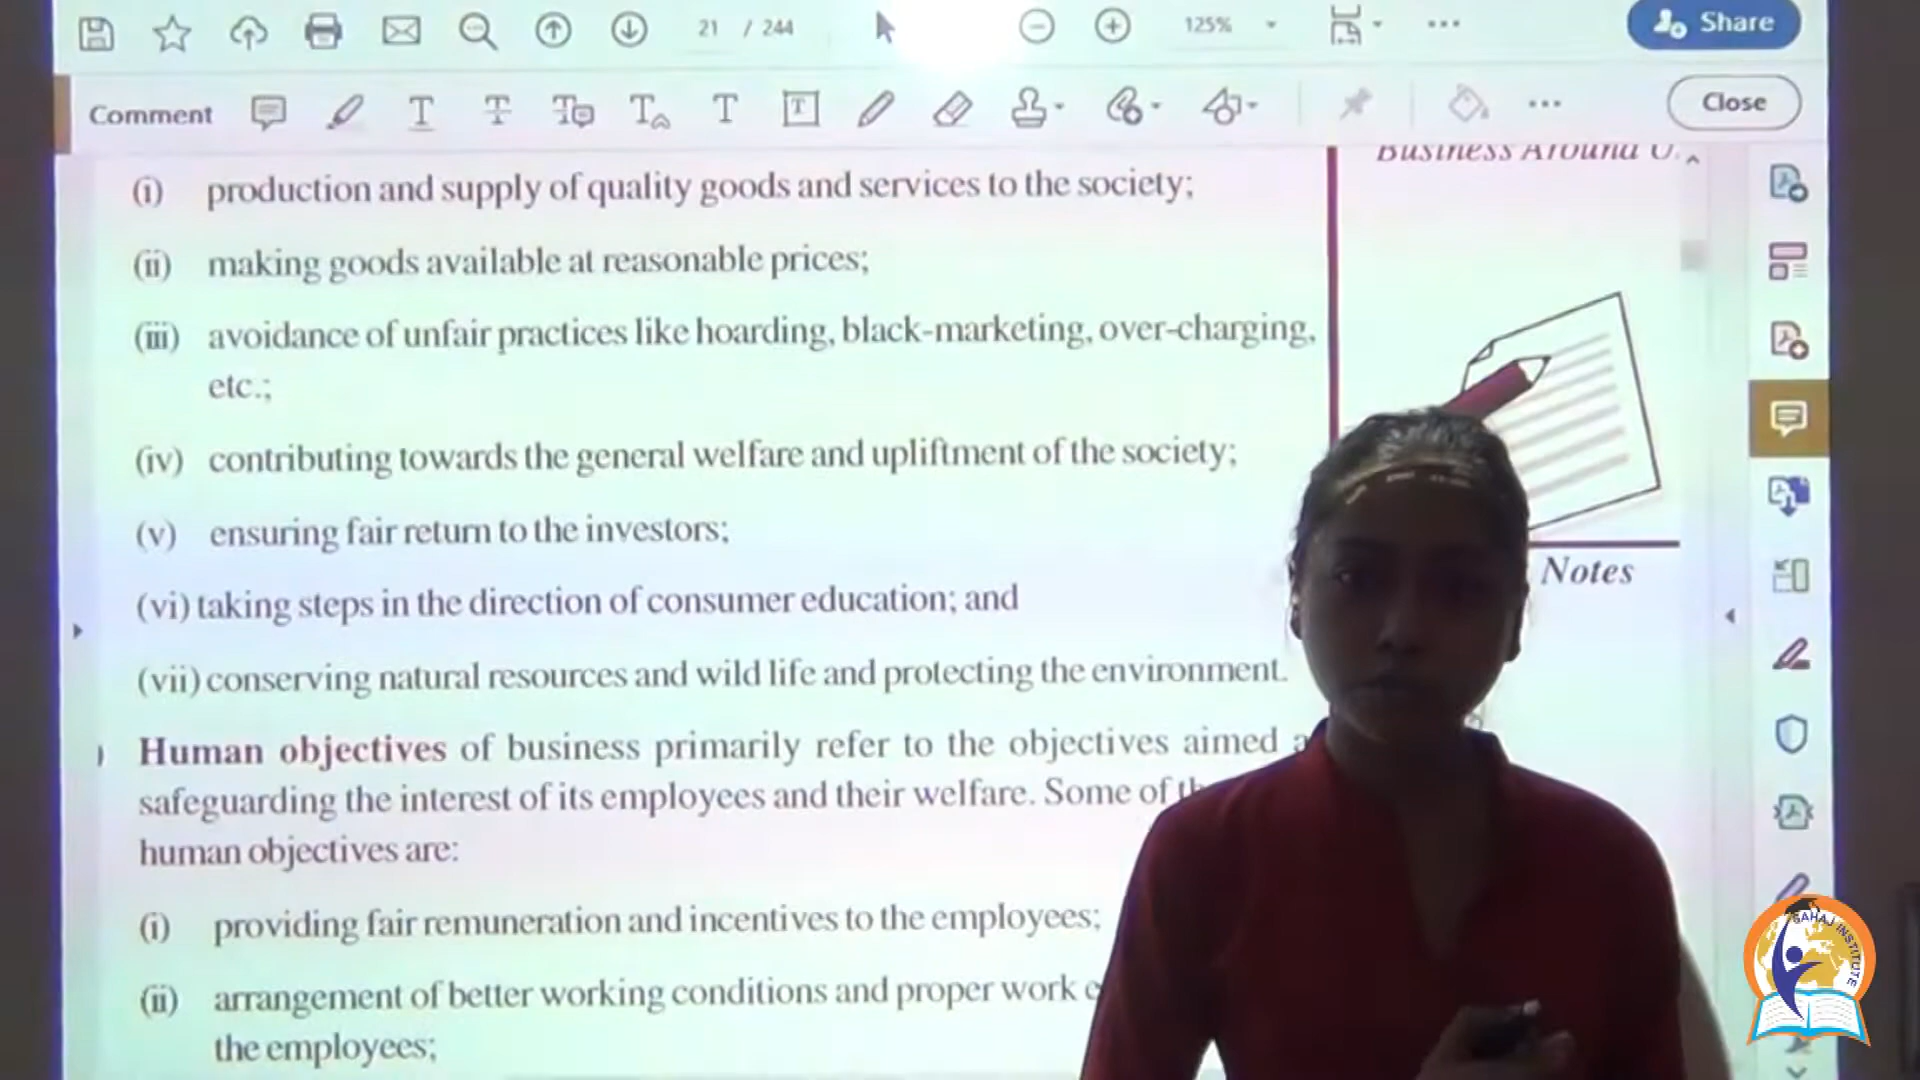 21 / 244
125%
Share
Comment
Close
Business Around
(i) production and supply of quality goods and services to the society;
(ii) making goods available at reasonable prices;
(iii) avoidance of unfair practices like hoarding, black-marketing, over-charging,
etc.;
(iv) contributing towards the general welfare and upliftment of the society;
(v) ensuring fair return to the investors;
Notes
(vi) taking steps in the direction of consumer education; and
(vii) conserving natural resources and wild life and protecting the environment.
Human objectives of business primarily refer to the objectives aimed
safeguarding the interest of its employees and their welfare. Some of
human objectives are:
(i) providing fair remuneration and incentives to the employees;
(ii) arrangement of better working conditions and proper work
the employees;
SAHAJ INSTITUTE